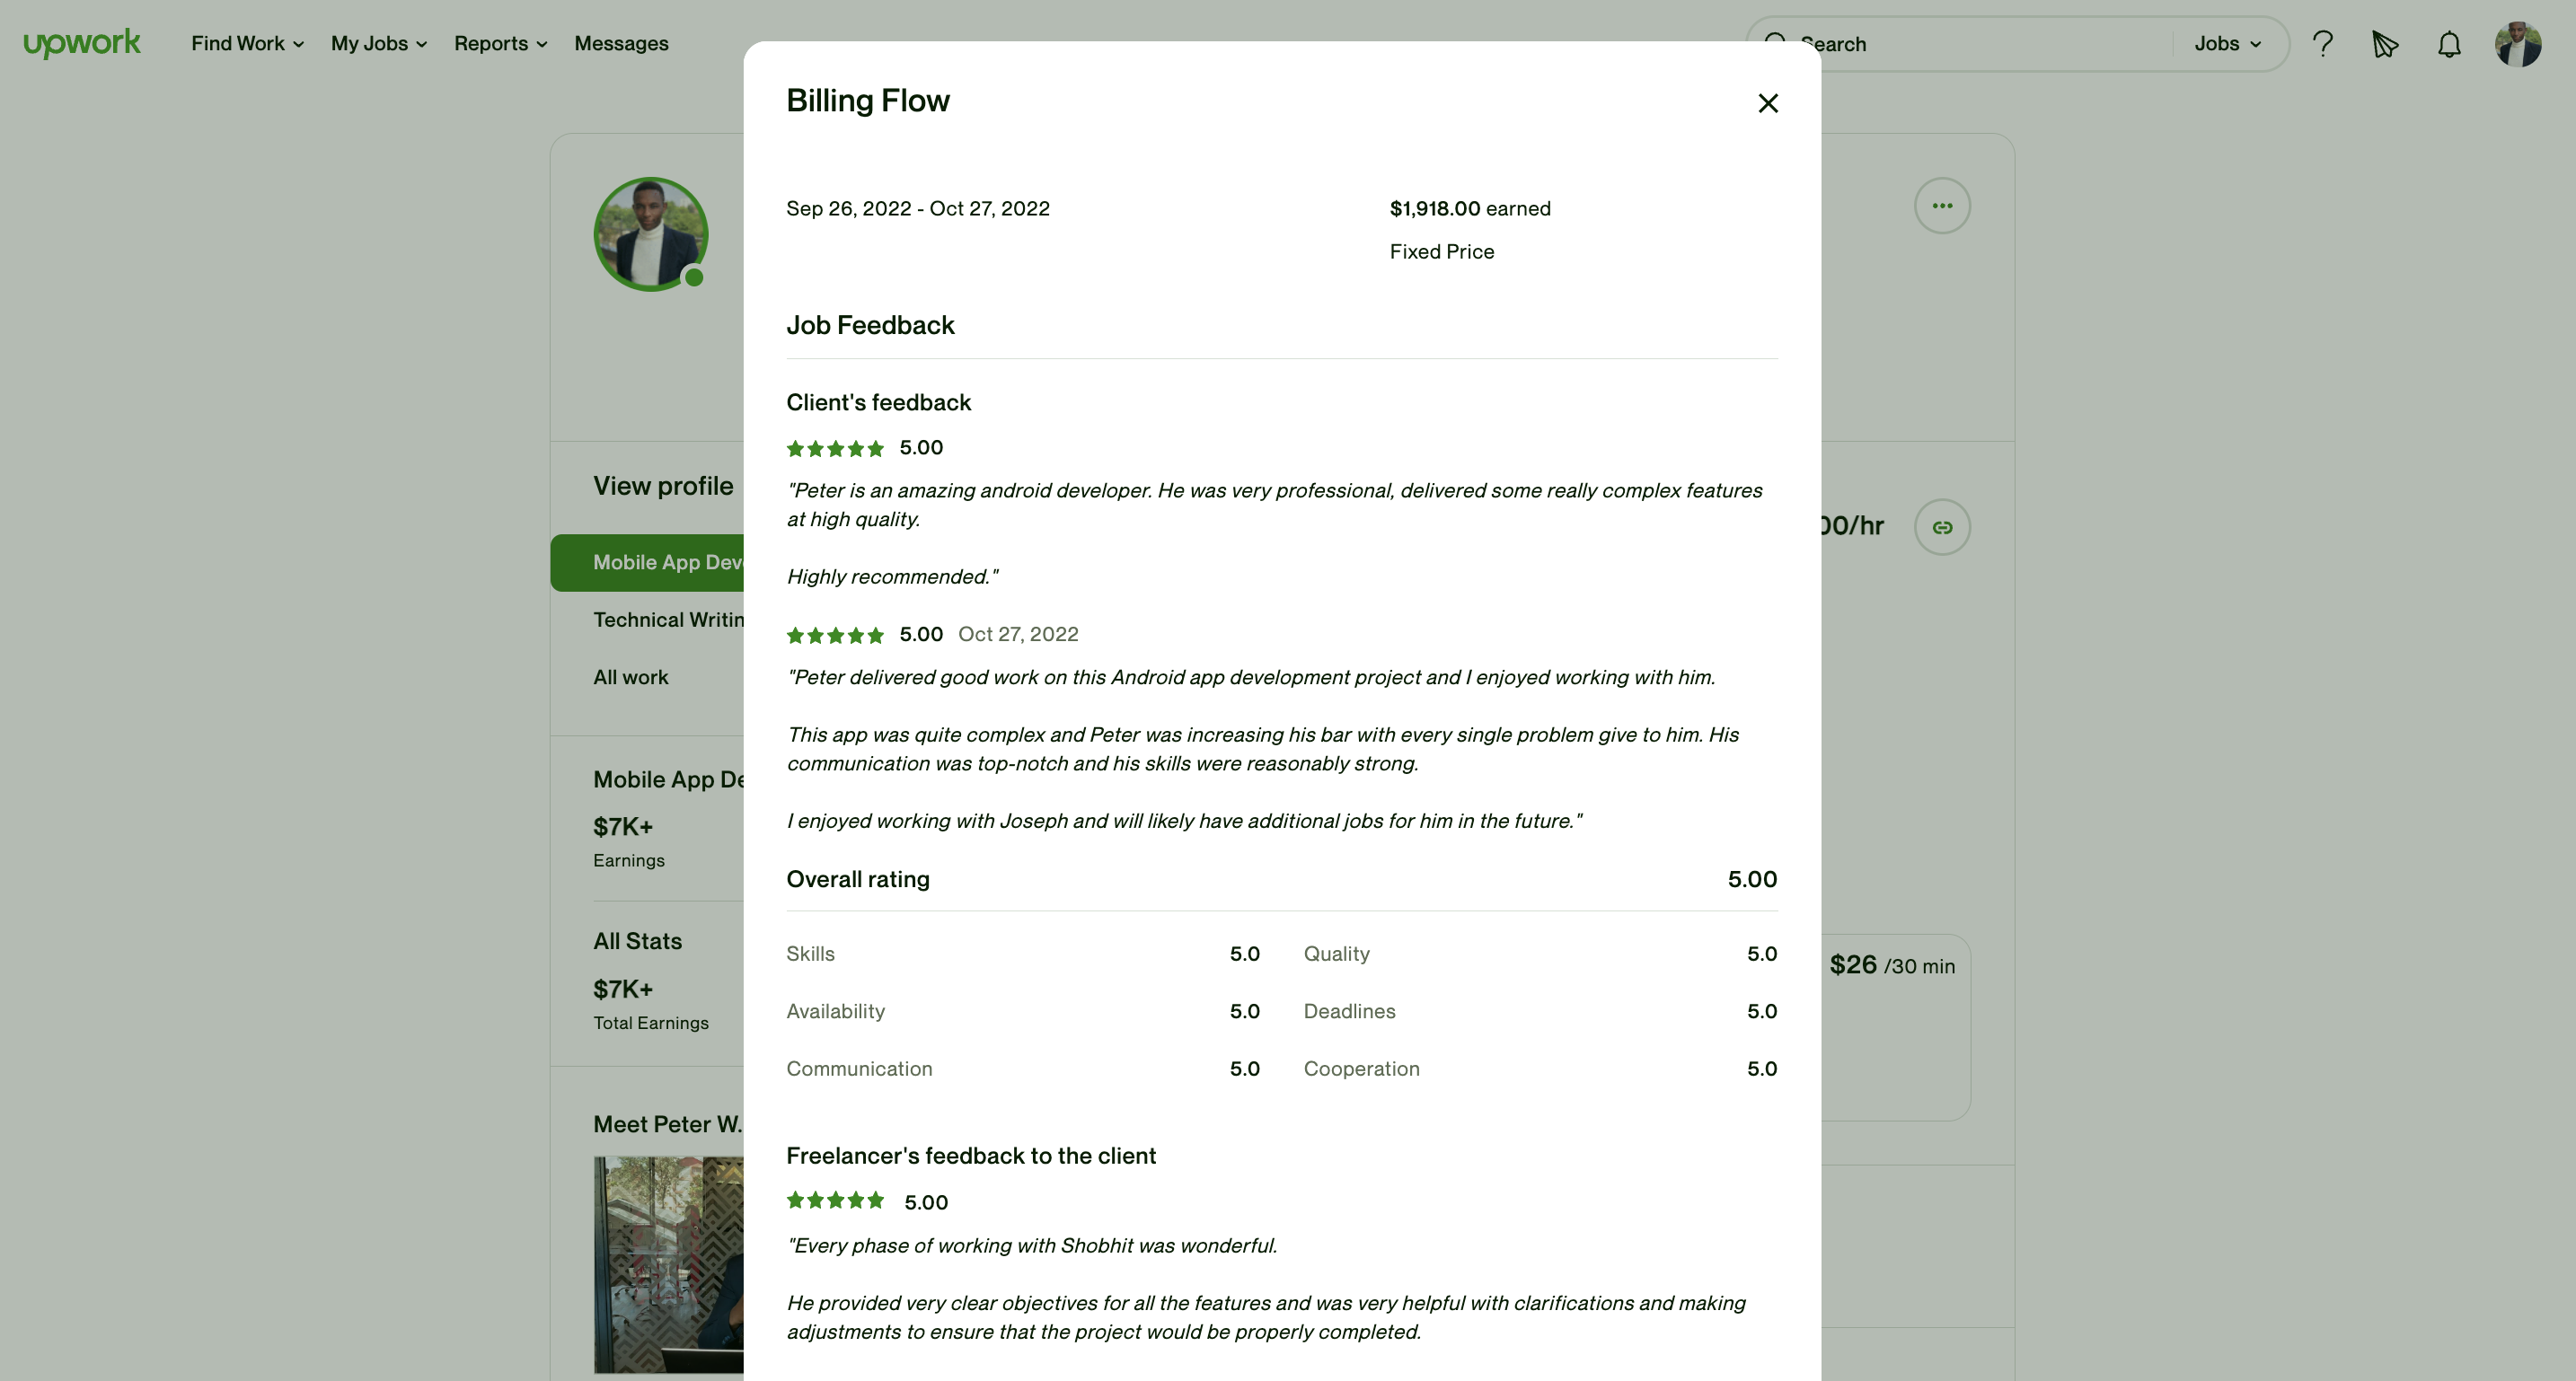 upwork
Find Work
My Jobs
Reports
Messages
Search
Jobs
Billing Flow
Sep 26, 2022 - Oct 27, 2022
$1,918.00 earned
Fixed Price
Job Feedback
Client's feedback
5.00
"Peter is an amazing android developer. He was very professional, delivered some really complex features
at high quality.
Highly recommended."
5.00 Oct 27, 2022
"Peter delivered good work on this Android app development project and I enjoyed working with him.
This app was quite complex and Peter was increasing his bar with every single problem give to him. His
communication was top-notch and his skills were reasonably strong.
I enjoyed working with Joseph and will likely have additional jobs for him in the future."
Overall rating 5.00
Skills 5.0 Quality 5.0
Availability 5.0 Deadlines 5.0
Communication 5.0 Cooperation 5.0
Freelancer's feedback to the client
5.00
"Every phase of working with Shobhit was wonderful.
He provided very clear objectives for all the features and was very helpful with clarifications and making
adjustments to ensure that the project would be properly completed.
View profile
Mobile App
Technical
All work
Mobile App
$7K+
Earnings
All Stats
$7K+
Total Earnings
Meet Peter W.
00/hr
$26 /30 min